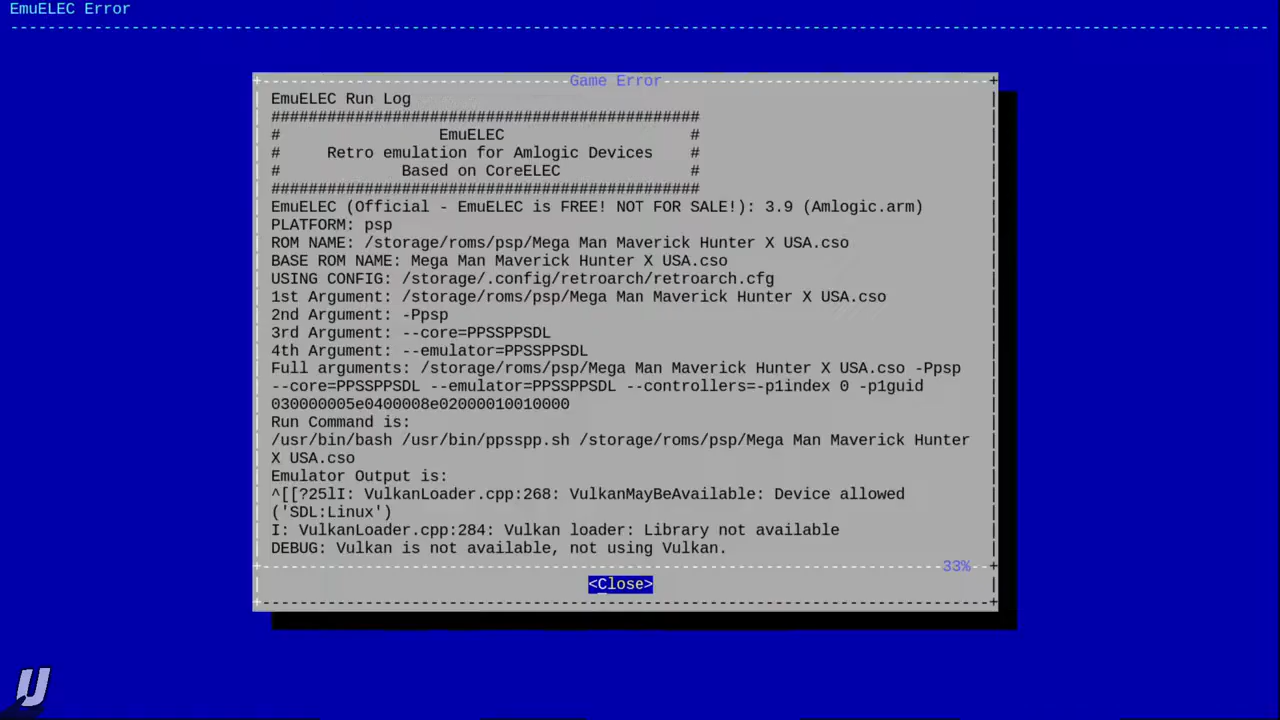 EmuELEC Error
Game Error
EmuELEC Run Log
##############################################
# EmuELEC #
# Retro emulation for Amlogic Devices #
# Based on CoreELEC #
##############################################
EmuELEC (Official - EmuELEC is FREE! NOT FOR SALE!): 3.9 (Amlogic.arm)
PLATFORM: psp
ROM NAME: /storage/roms/psp/Mega Man Maverick Hunter X USA.cso
BASE ROM NAME: Mega Man Maverick Hunter X USA.cso
USING CONFIG: /storage/.config/retroarch/retroarch.cfg
1st Argument: /storage/roms/psp/Mega Man Maverick Hunter X USA.cso
2nd Argument: -Ppsp
3rd Argument: --core=PPSSPPSDL
4th Argument: --emulator=PPSSPPSDL
Full arguments: /storage/roms/psp/Mega Man Maverick Hunter X USA.cso -Ppsp
--core=PPSSPPSDL --emulator=PPSSPPSDL --controllers=-p1index 0 -p1guid
030000005e0400008e02000010010000
Run Command is:
/usr/bin/bash /usr/bin/ppsspp.sh /storage/roms/psp/Mega Man Maverick Hunter
X USA.cso
Emulator Output is:
^[[?25lI: VulkanLoader.cpp:268: VulkanMayBeAvailable: Device allowed
('SDL:Linux')
I: VulkanLoader.cpp:284: Vulkan loader: Library not available
DEBUG: Vulkan is not available, not using Vulkan.
33%
<Close>
U